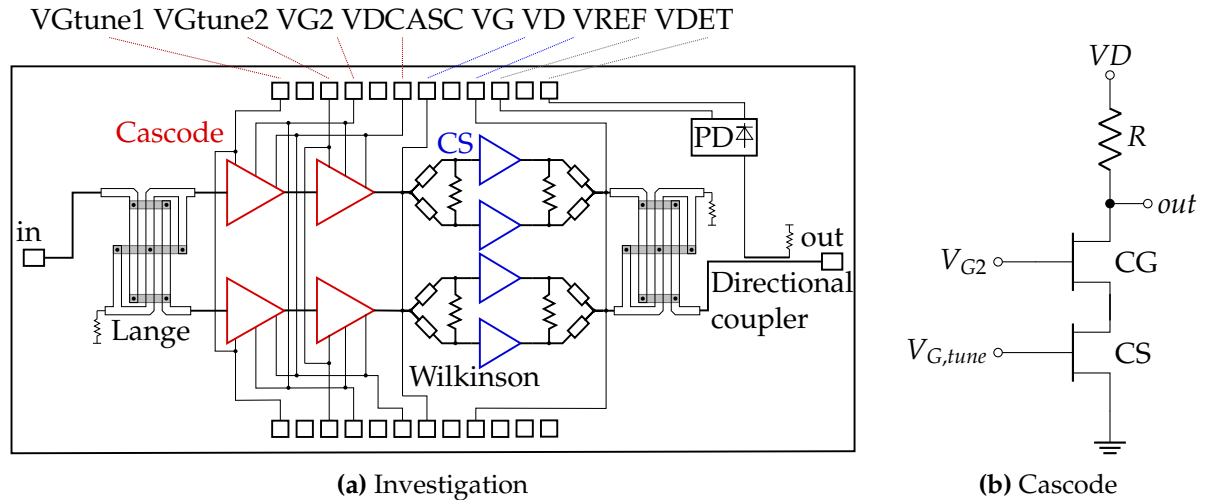 VGtune1 VGtune2 VG2 VDCASC VG VD VREF VDET
Cascode
CS
PD
in
out
Lange
Wilkinson
Directional
coupler
(a) Investigation
VD
R
out
VG2
CG
VG,tune
CS
(b) Cascode